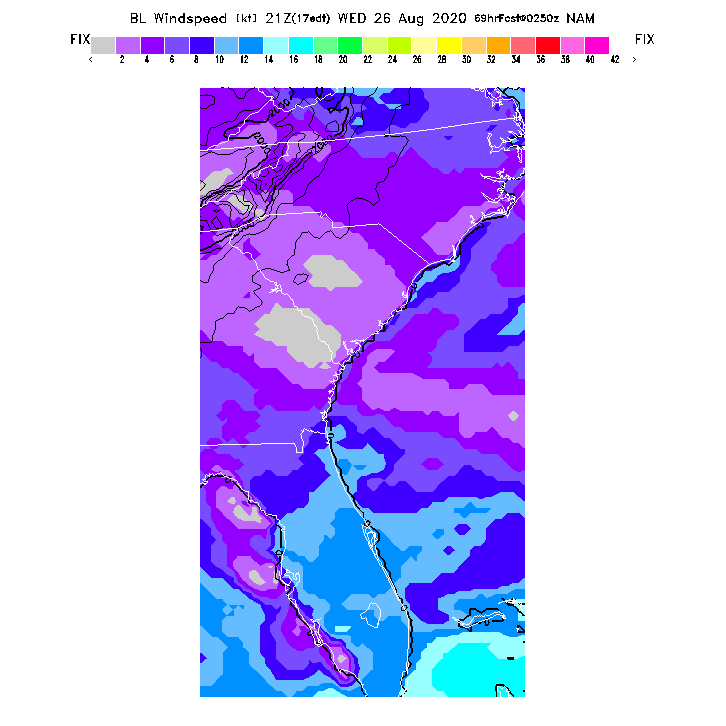 BL Windspeed [kt] 21Z(17edt) WED 26 Aug 2020 69hrFcst@0250z NAM
FIX FIX
< 2 4 6 8 10 12 14 16 18 20 22 24 26 28 30 32 34 36 38 40 42 >
2000